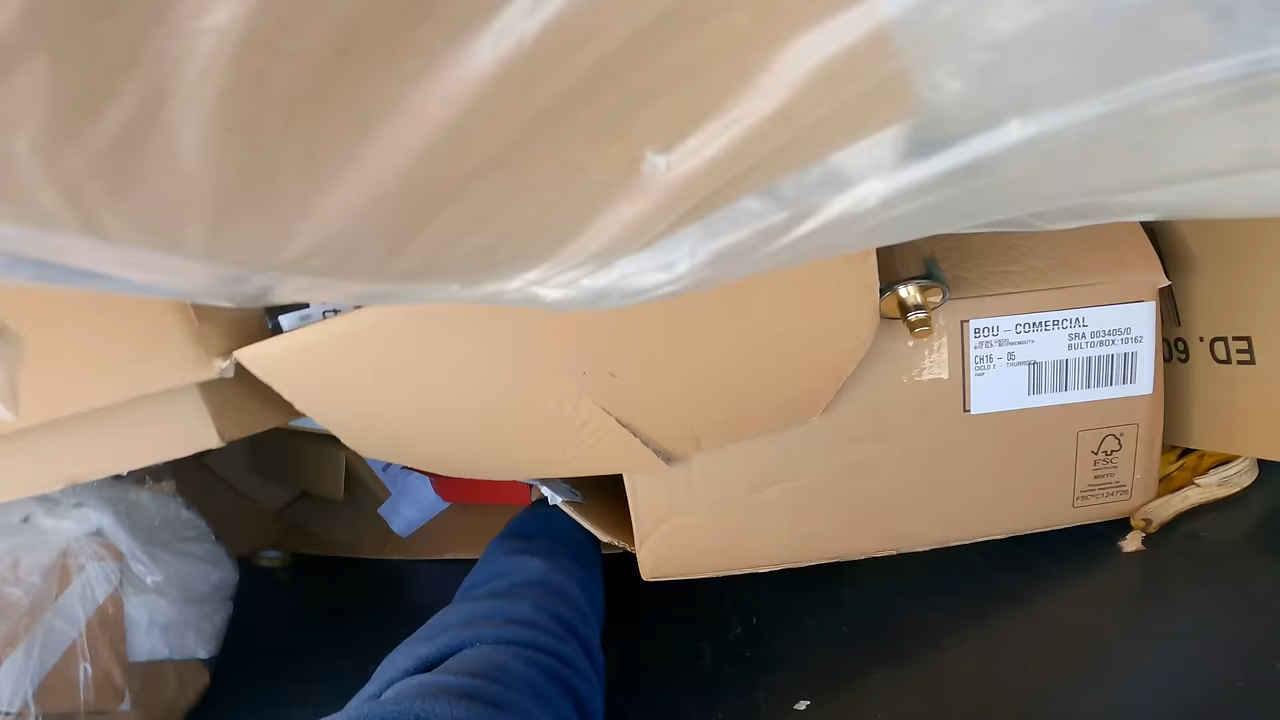 BOU - COMERCIAL
SRA 003405/0
BULTO/BOX:10162
CH16 - 05
CICLO 2 - THURROCK
FSC
MIXTO
FSC®C124726
ED. 60